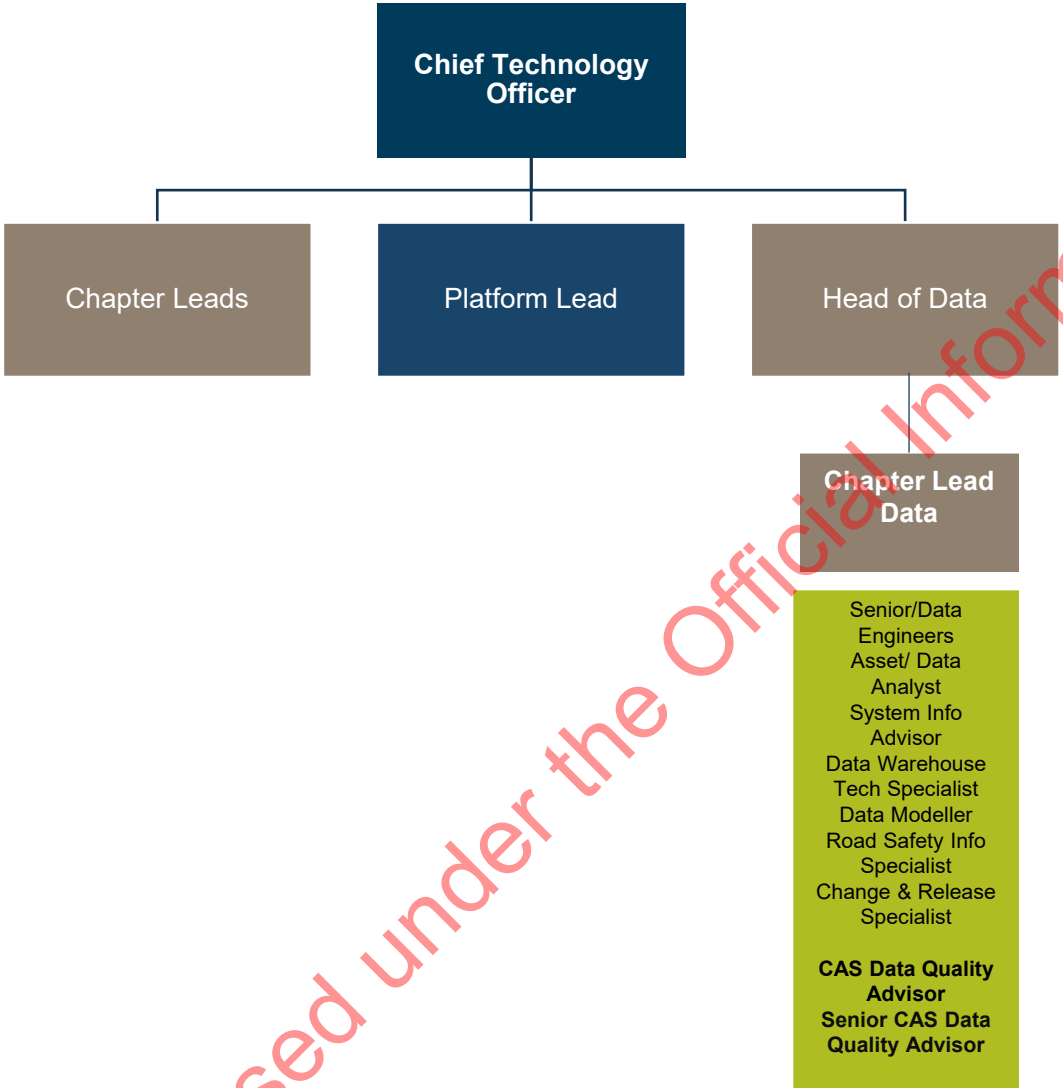 Chief Technology
Officer
Chapter Leads
Platform Lead
Head of Data
Chapter Lead
Data
Senior/Data
Engineers
Asset/ Data
Analyst
System Info
Advisor
Data Warehouse
Tech Specialist
Data Modeller
Road Safety Info
Specialist
Change & Release
Specialist
CAS Data Quality
Advisor
Senior CAS Data
Quality Advisor
sed under the Official Inform